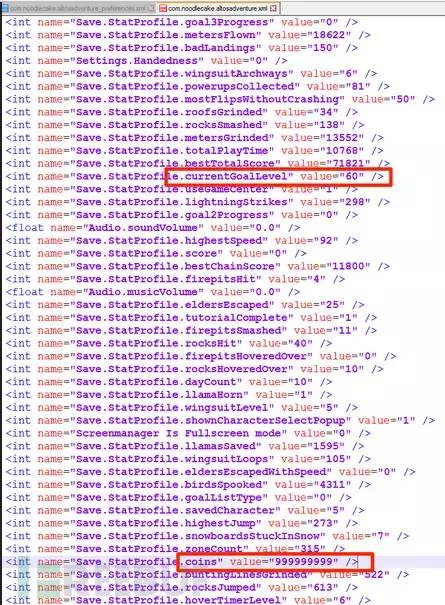 com.noodlecake.altosadventure_preferences.xml com.noodlecake.altosadventure.xml
<int name="Save.StatProfile.goal3Progress" value="0" />
<int name="Save.StatProfile.metersFlown" value="18622" />
<int name="Save.StatProfile.badLandings" value="150" />
<int name="Settings.Handedness" value="0" />
<int name="Save.StatProfile.wingsuitArchways" value="6" />
<int name="Save.StatProfile.powerupsCollected" value="81" />
<int name="Save.StatProfile.mostFlipsWithoutCrashing" value="50" />
<int name="Save.StatProfile.roofsGrinded" value="34" />
<int name="Save.StatProfile.rocksSmashed" value="138" />
<int name="Save.StatProfile.metersGrinded" value="13552" />
<int name="Save.StatProfile.totalPlayTime" value="10768" />
<int name="Save.StatProfile.bestTotalScore" value="71821" />
<int name="Save.StatProfile.currentGoalLevel" value="60" />
<int name="Save.StatProfile.useGameCenter" value="1" />
<int name="Save.StatProfile.lightningStrikes" value="298" />
<int name="Save.StatProfile.goal2Progress" value="0" />
<float name="Audio.soundVolume" value="0.0" />
<int name="Save.StatProfile.highestSpeed" value="92" />
<int name="Save.StatProfile.score" value="0" />
<int name="Save.StatProfile.bestChainScore" value="11800" />
<int name="Save.StatProfile.firepitsHit" value="4" />
<float name="Audio.musicVolume" value="0.0" />
<int name="Save.StatProfile.eldersEscaped" value="25" />
<int name="Save.StatProfile.tutorialComplete" value="1" />
<int name="Save.StatProfile.firepitsSmashed" value="11" />
<int name="Save.StatProfile.rocksHit" value="40" />
<int name="Save.StatProfile.firepitsHoveredOver" value="0" />
<int name="Save.StatProfile.rocksHoveredOver" value="10" />
<int name="Save.StatProfile.dayCount" value="10" />
<int name="Save.StatProfile.llamaHorn" value="1" />
<int name="Save.StatProfile.wingsuitLevel" value="5" />
<int name="Save.StatProfile.shownCharacterSelectPopup" value="1" />
<int name="Screenmanager Is Fullscreen mode" value="0" />
<int name="Save.StatProfile.llamasSaved" value="1595" />
<int name="Save.StatProfile.wingsuitLoops" value="105" />
<int name="Save.StatProfile.eldersEscapedWithSpeed" value="0" />
<int name="Save.StatProfile.birdsSpooked" value="4311" />
<int name="Save.StatProfile.goalListType" value="0" />
<int name="Save.StatProfile.savedCharacter" value="5" />
<int name="Save.StatProfile.highestJump" value="273" />
<int name="Save.StatProfile.snowboardsStuckInSnow" value="7" />
<int name="Save.StatProfile.zoneCount" value="315" />
<int name="Save.StatProfile.coins" value="999999999" />
<int name="Save.StatProfile.buntingLinesGrinded" value="522" />
<int name="Save.StatProfile.rocksJumped" value="613" />
<int name="Save.StatProfile.hoverTimerLevel" value="6" />